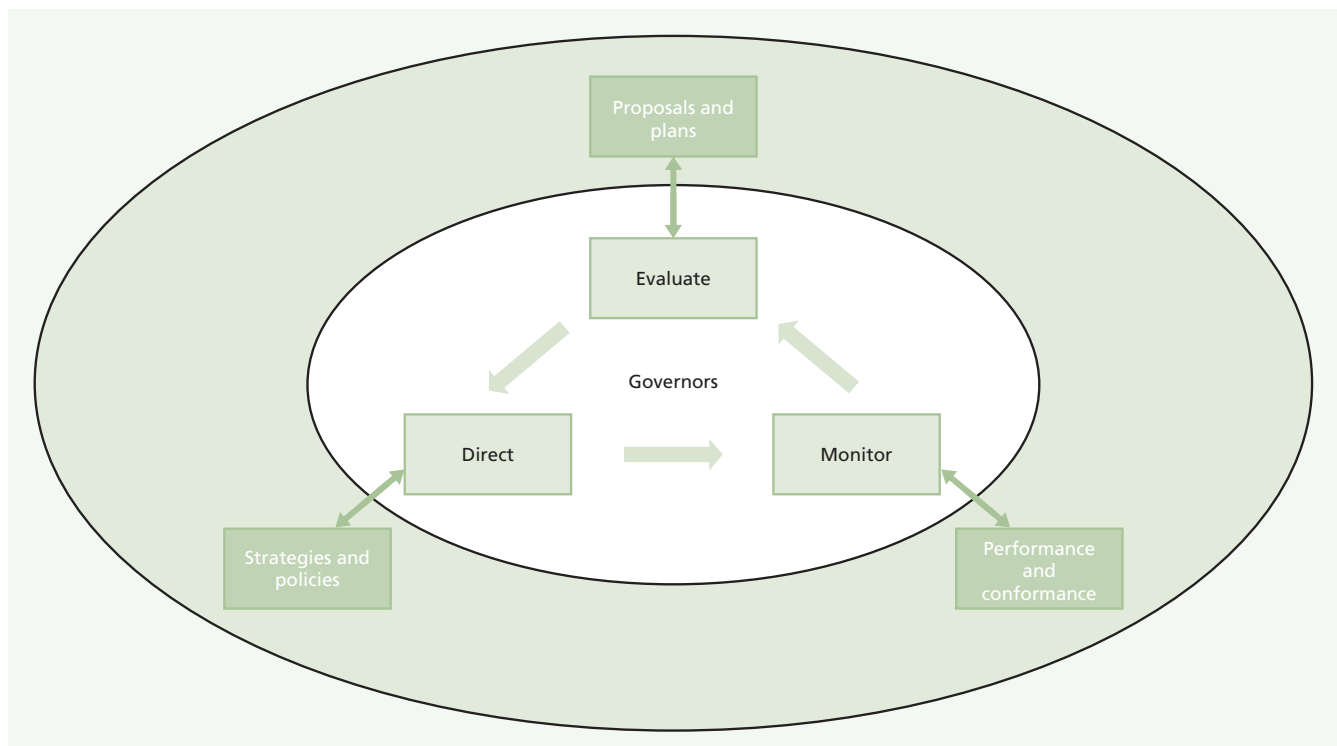 Proposals and
plans
Evaluate
Governors
Direct
Monitor
Strategies and
policies
Performance
and
conformance